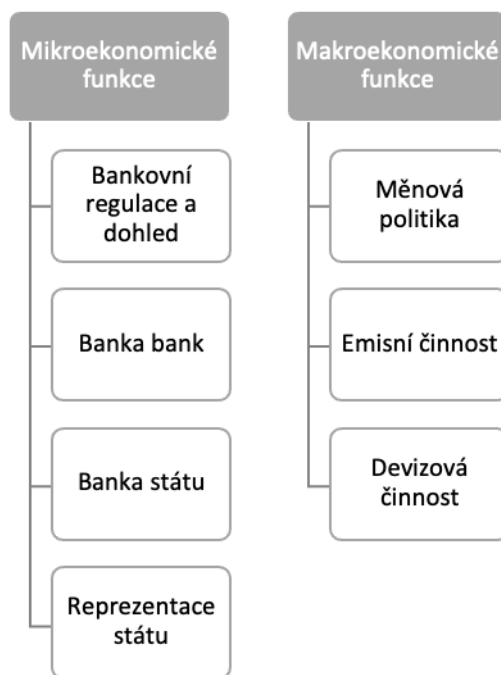 Mikroekonomické
funkce
Bankovní
regulace a
dohled
Banka bank
Banka státu
Reprezentace
státu
Makroekonomické
funkce
Měnová
politika
Emisní činnost
Devizová
činnost